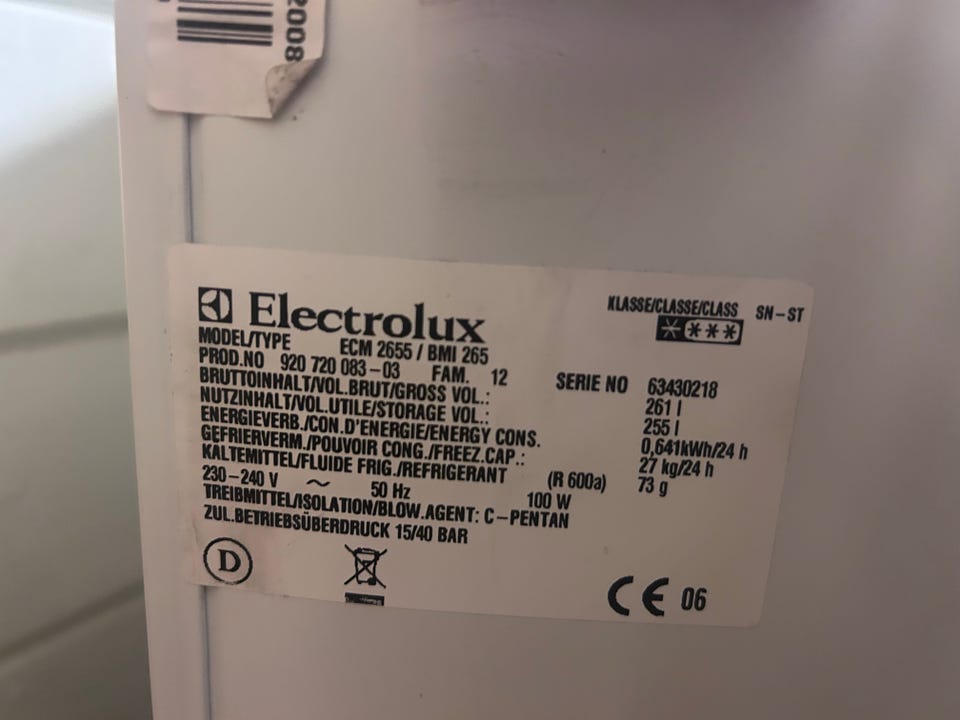 2008
Electrolux
KLASSE/CLASSE/CLASS SN-ST
MODEL/TYPE ECM 2655 / BMI 265
PROD.NO 920 720 083-03 FAM. 12 SERIE NO 63430218
BRUTTOINHALT/VOL.BRUT/GROSS VOL.: 261 l
NUTZINHALT/VOL.UTILE/STORAGE VOL.: 255 l
ENERGIEVERB./CON.D'ENERGIE/ENERGY CONS. 0,641kWh/24 h
GEFRIERVERM./POUVOIR CONG./FREEZ.CAP.: 27 kg/24 h
KALTEMITTEL/FLUIDE FRIG./REFRIGERANT (R 600a) 73 g
230-240 V ~ 50 Hz 100 W
TREIBMITTEL/ISOLATION/BLOW.AGENT: C-PENTAN
ZUL.BETRIEBSÜBERDRUCK 15/40 BAR
D
CE 06